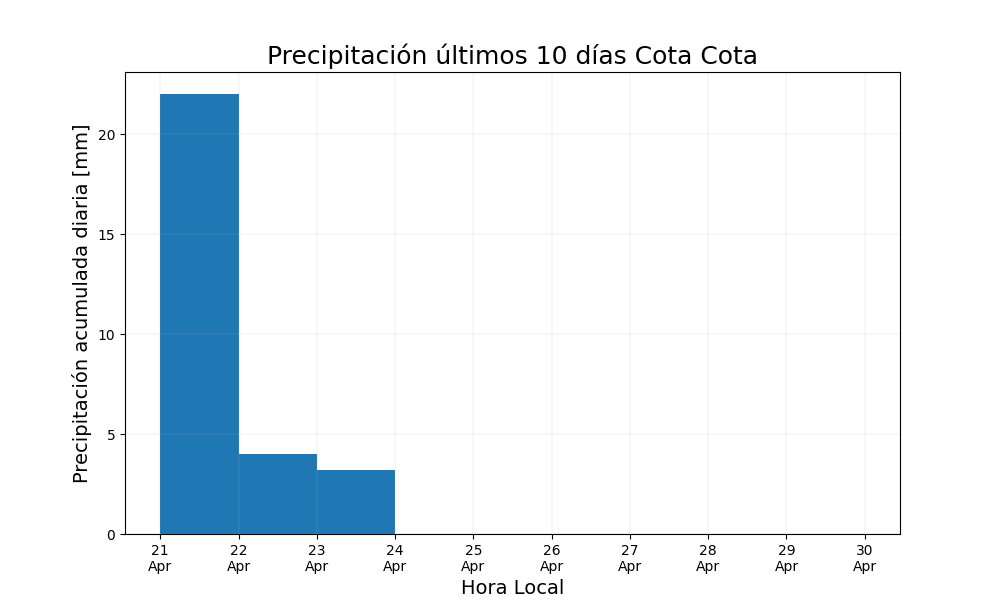 Precipitación últimos 10 días Cota Cota
Precipitación acumulada diaria [mm]
20
15
10
5
0
21 22 23 24 25 26 27 28 29 30
Apr Apr Apr Apr Apr Apr Apr Apr Apr Apr
Hora Local